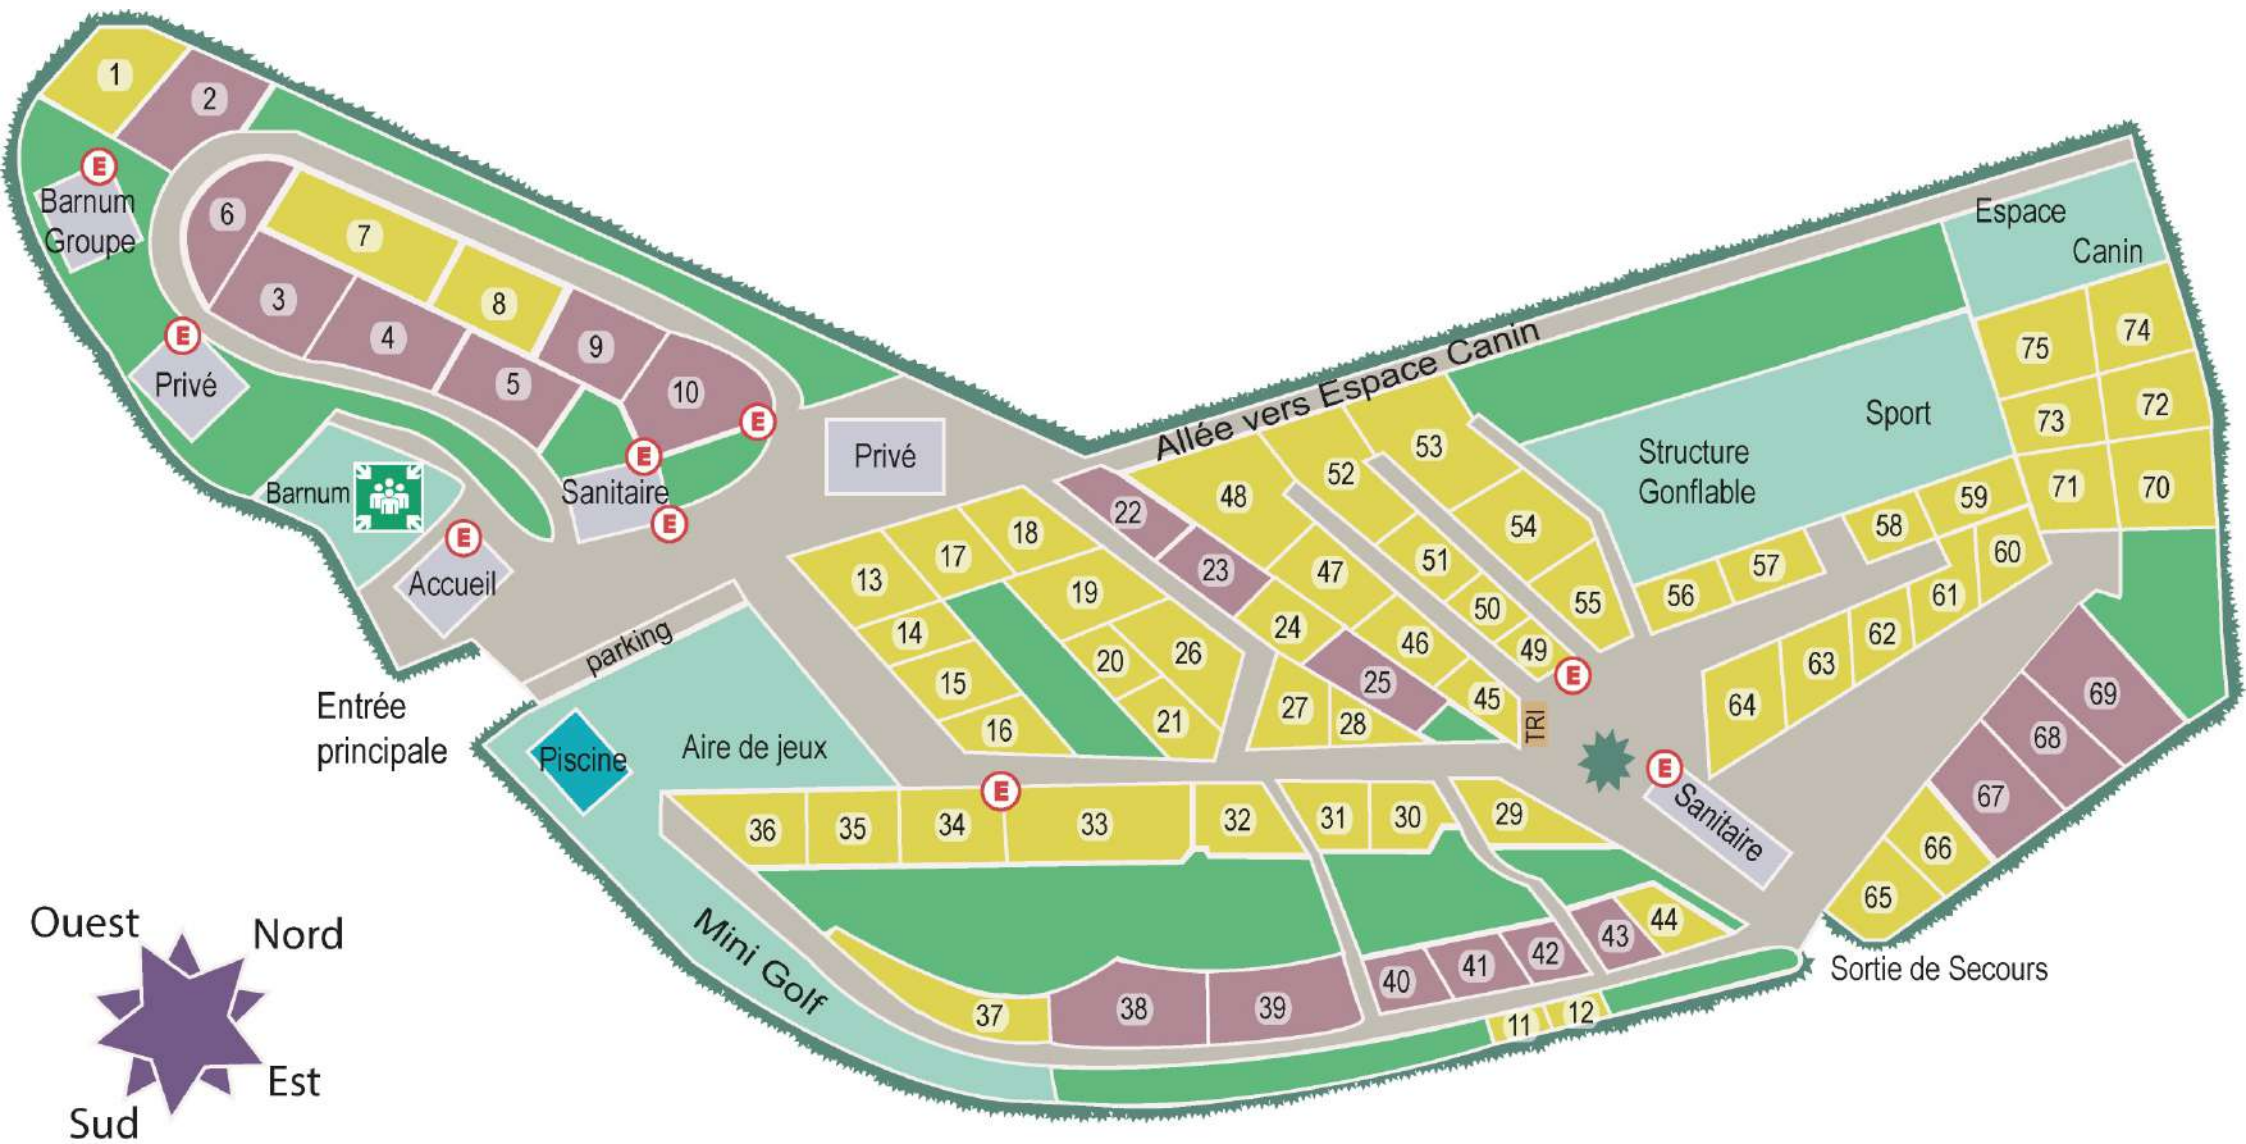 1
2
E
Barnum
Groupe
6
7
3
8
4
9
5
10
E
Privé
E
E
Sanitaire
E
Privé
Barnum
E
Accueil
parking
Entrée
principale
Piscine
Aire de jeux
Mini Golf
Allée vers Espace Canin
Espace
Canin
Sport
Structure
Gonflable
13
17
18
14
19
15
20
26
16
21
22
23
24
25
27
28
48
47
46
45
52
51
50
49
E
53
54
55
TRI
56
57
58
59
60
61
62
63
64
75
74
73
72
71
70
69
68
67
66
65
E
Sanitaire
E
36
35
34
33
32
31
30
29
37
38
39
40
41
42
43
44
11
12
Sortie de Secours
Ouest
Nord
Est
Sud